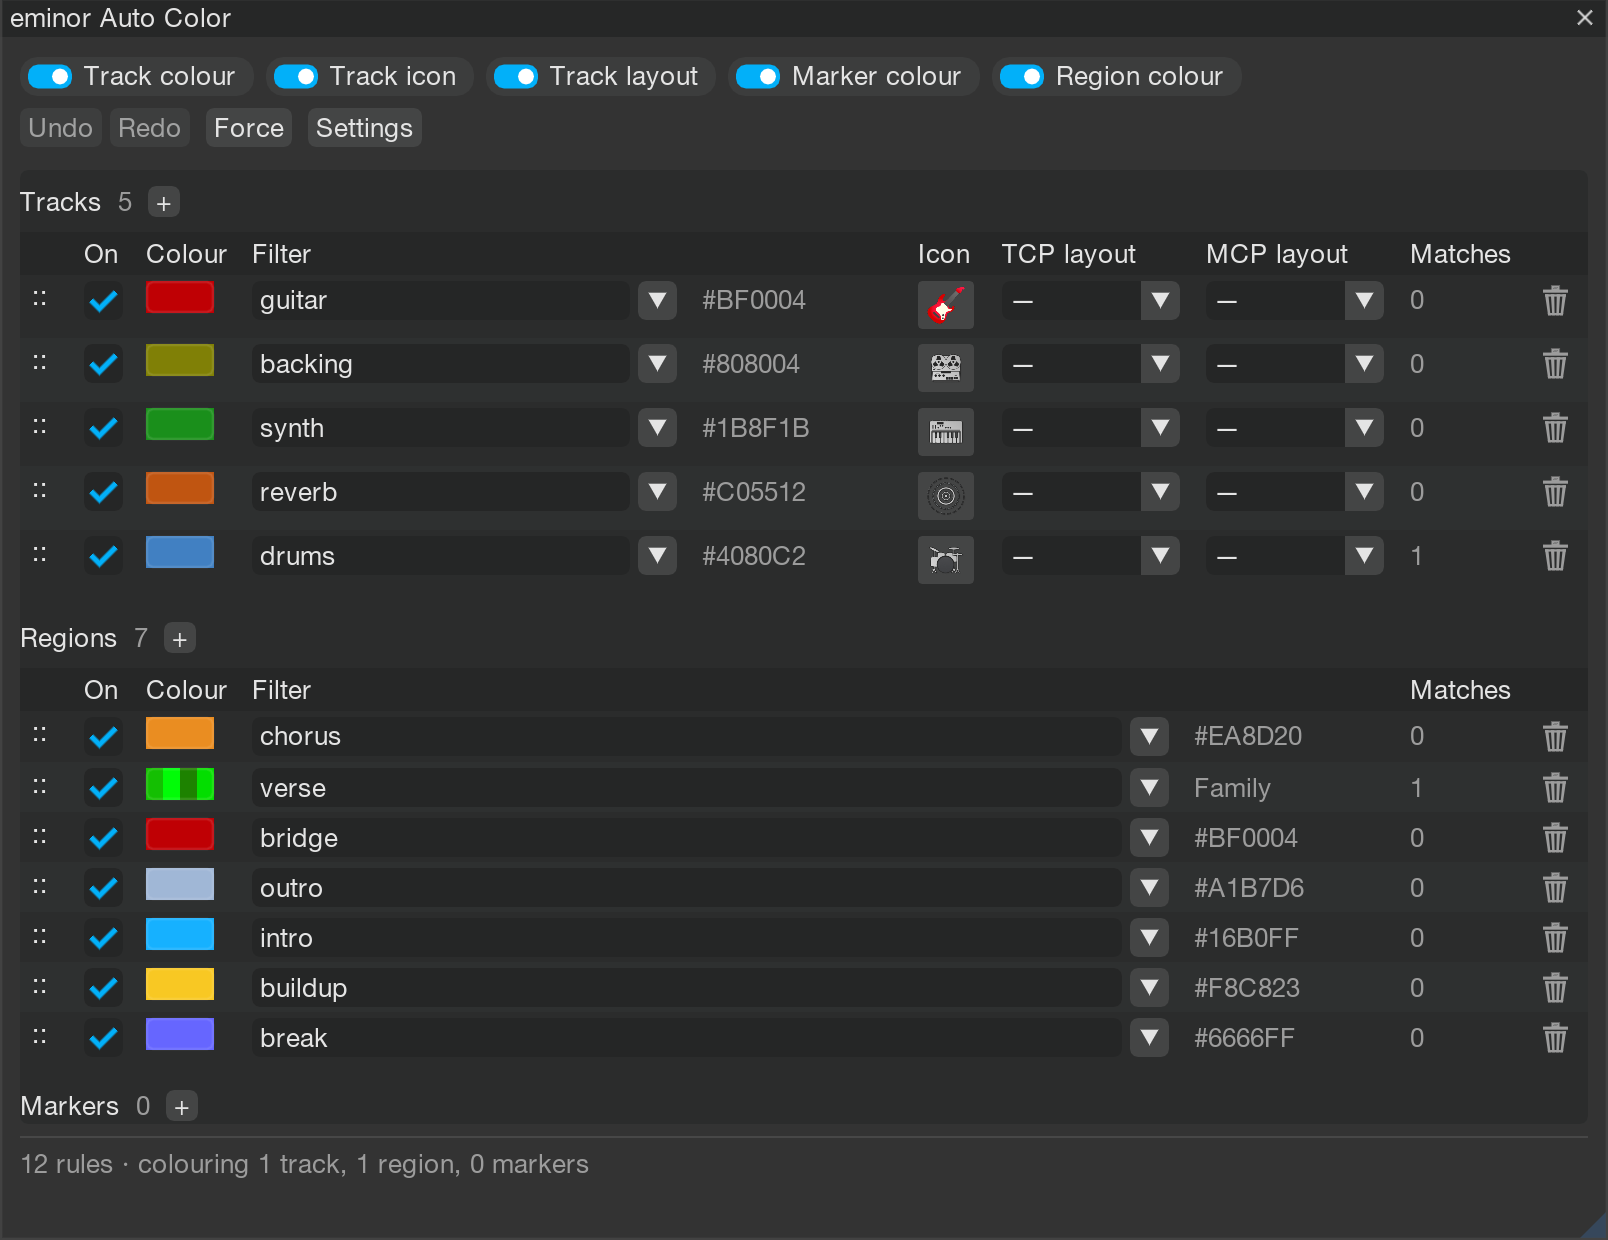 eminor Auto Color
Track colour Track icon Track layout Marker colour Region colour
Undo Redo Force Settings
Tracks 5 +
On Colour Filter Icon TCP layout MCP layout Matches
guitar #BF0004 — — 0
backing #808004 — — 0
synth #1B8F1B — — 0
reverb #C05512 — — 0
drums #4080C2 — — 1
Regions 7 +
On Colour Filter Matches
chorus #EA8D20 0
verse Family 1
bridge #BF0004 0
outro #A1B7D6 0
intro #16B0FF 0
buildup #F8C823 0
break #6666FF 0
Markers 0 +
12 rules · colouring 1 track, 1 region, 0 markers